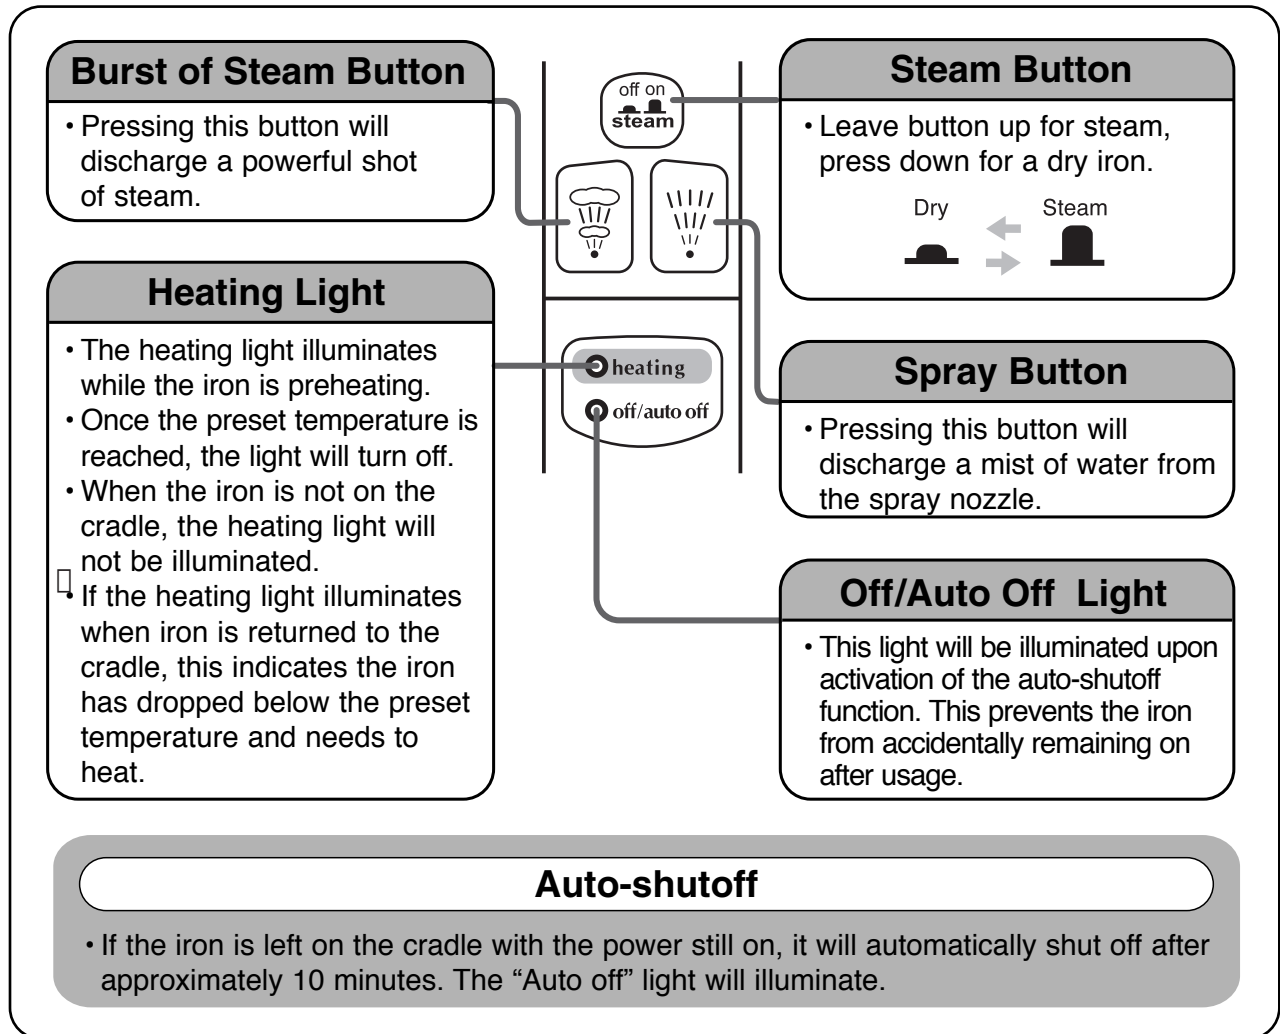 Burst of Steam Button
• Pressing this button will
discharge a powerful shot
of steam.
Heating Light
• The heating light illuminates
while the iron is preheating.
• Once the preset temperature is
reached, the light will turn off.
• When the iron is not on the
cradle, the heating light will
not be illuminated.
• If the heating light illuminates
when iron is returned to the
cradle, this indicates the iron
has dropped below the preset
temperature and needs to
heat.
off on
steam
heating
off/auto off
Steam Button
• Leave button up for steam,
press down for a dry iron.
Dry Steam
Spray Button
• Pressing this button will
discharge a mist of water from
the spray nozzle.
Off/Auto Off Light
• This light will be illuminated upon
activation of the auto-shutoff
function. This prevents the iron
from accidentally remaining on
after usage.
Auto-shutoff
• If the iron is left on the cradle with the power still on, it will automatically shut off after
approximately 10 minutes. The “Auto off” light will illuminate.